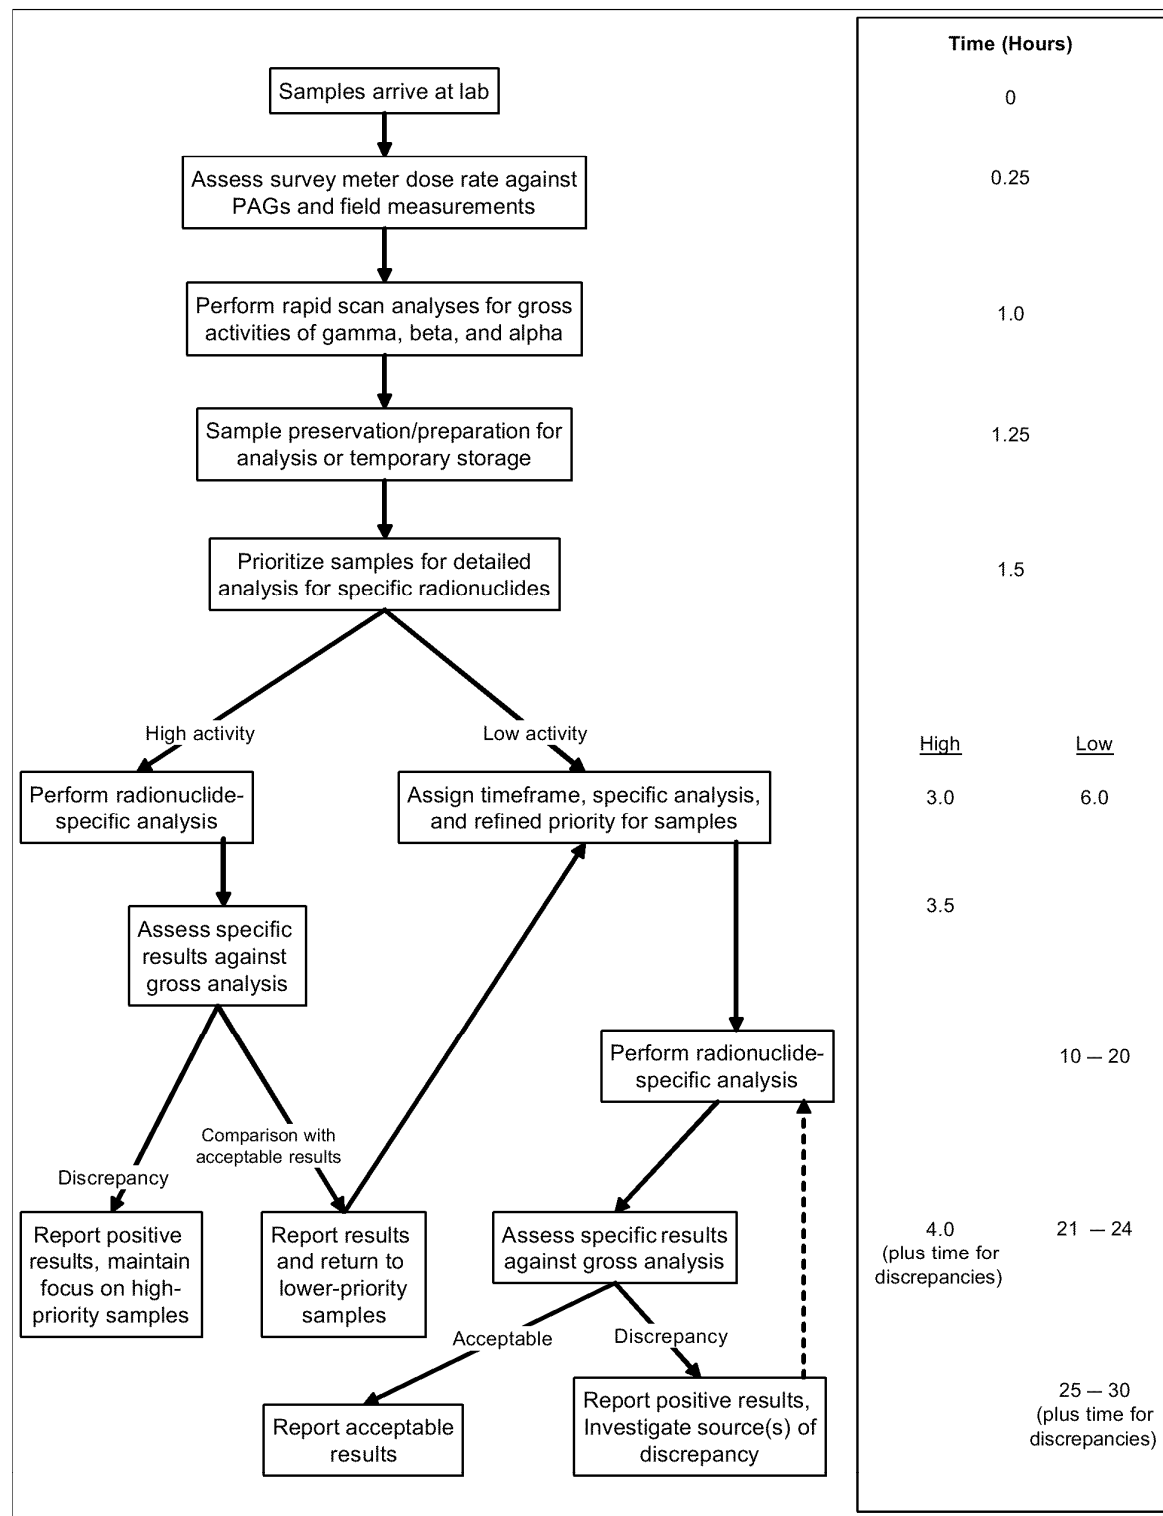 Time (Hours)
Samples arrive at lab
0
Assess survey meter dose rate against
PAGs and field measurements
0.25
Perform rapid scan analyses for gross
activities of gamma, beta, and alpha
1.0
Sample preservation/preparation for
analysis or temporary storage
1.25
Prioritize samples for detailed
analysis for specific radionuclides
1.5
High activity
Low activity
High
Low
Perform radionuclide-
specific analysis
Assign timeframe, specific analysis,
and refined priority for samples
3.0
6.0
Assess specific
results against
gross analysis
3.5
Perform radionuclide-
specific analysis
10 — 20
Comparison with
acceptable results
Discrepancy
Report positive
results, maintain
focus on high-
priority samples
Report results
and return to
lower-priority
samples
Assess specific results
against gross analysis
4.0
(plus time for
discrepancies)
21 — 24
Acceptable
Discrepancy
Report acceptable
results
Report positive results,
Investigate source(s) of
discrepancy
25 — 30
(plus time for
discrepancies)